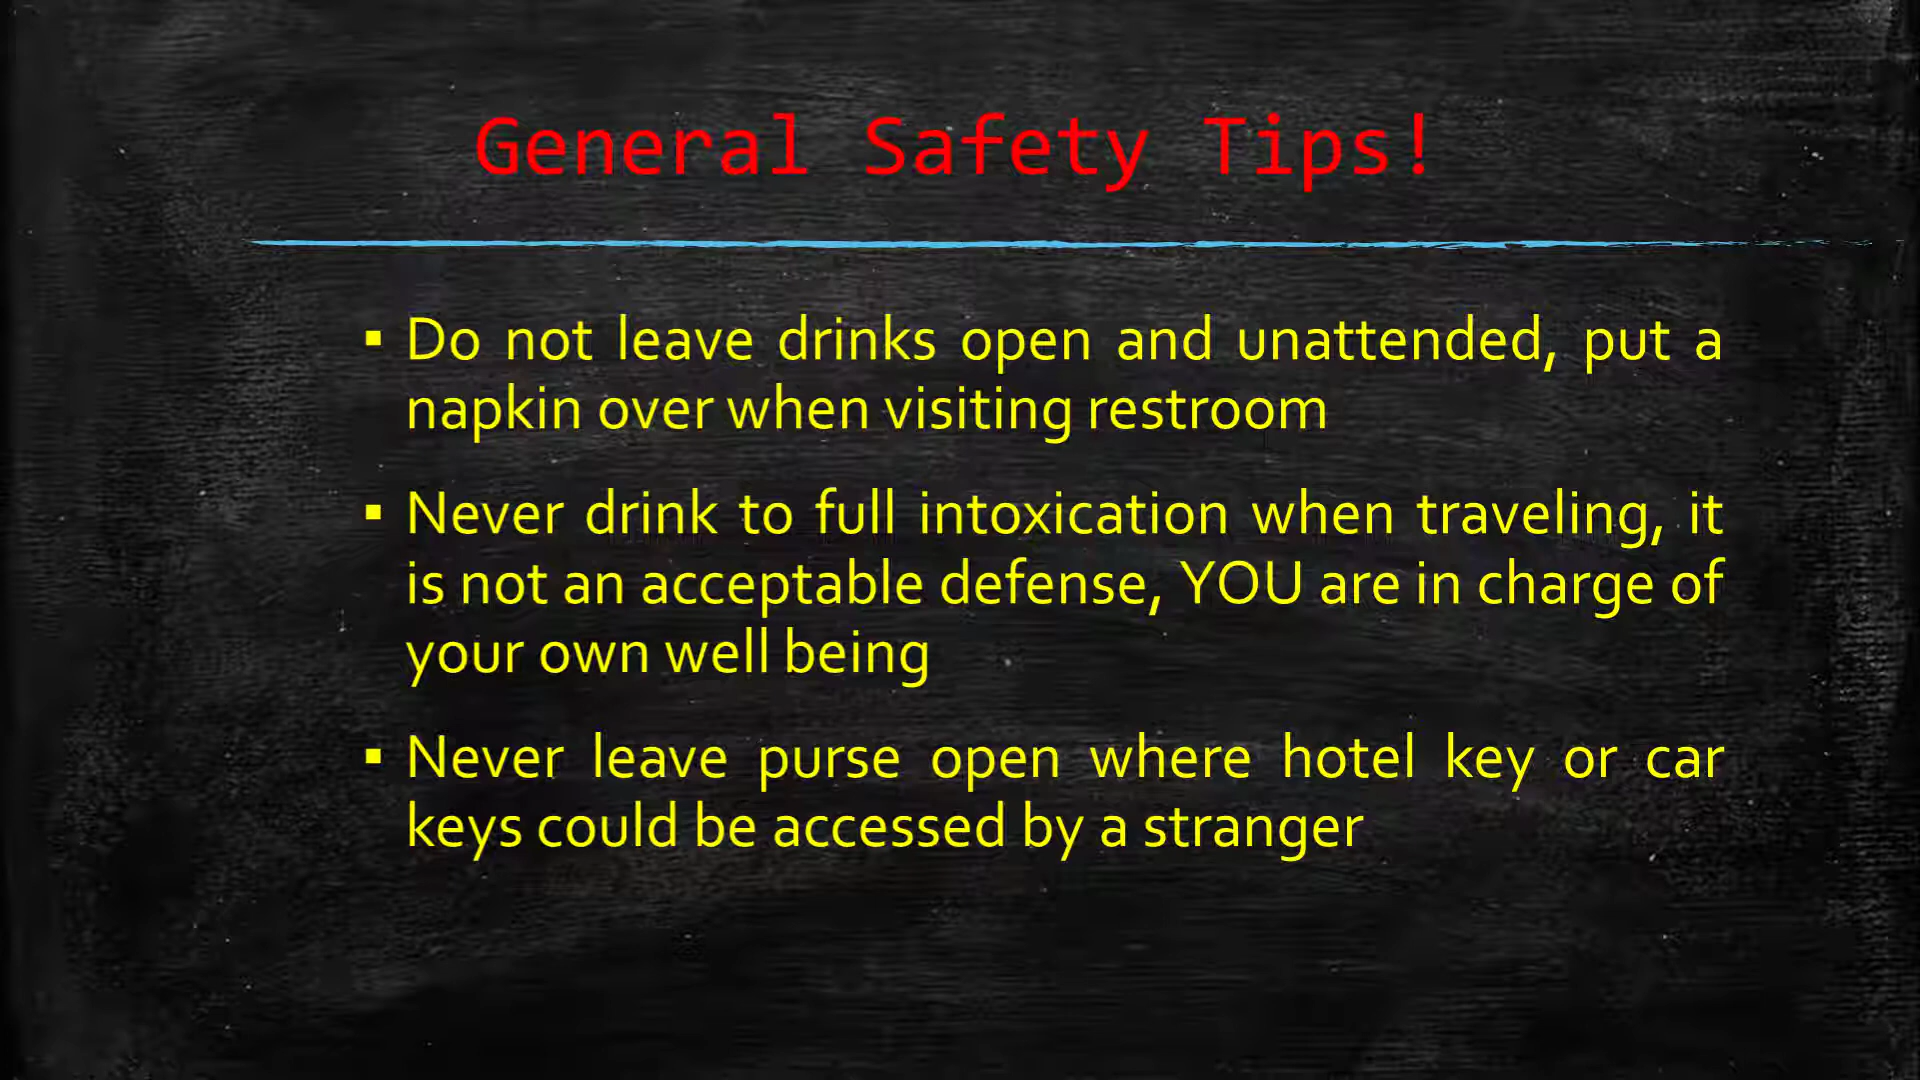 General Safety Tips!
▪ Do not leave drinks open and unattended, put a
napkin over when visiting restroom
▪ Never drink to full intoxication when traveling, it
is not an acceptable defense, YOU are in charge of
your own well being
▪ Never leave purse open where hotel key or car
keys could be accessed by a stranger